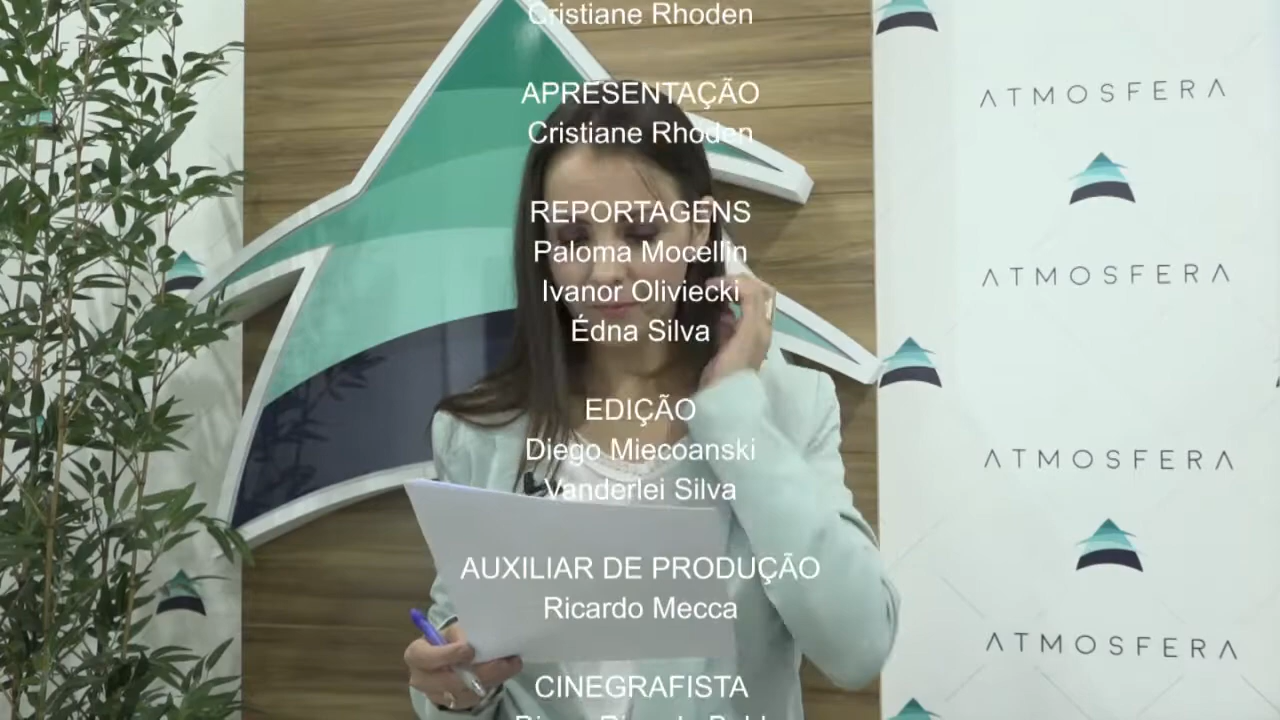 Cristiane Rhoden
APRESENTAÇÃO
Cristiane Rhoden
REPORTAGENS
Paloma Mocellin
Ivanor Oliviecki
Édna Silva
EDIÇÃO
Diego Miecoanski
Vanderlei Silva
AUXILIAR DE PRODUÇÃO
Ricardo Mecca
CINEGRAFISTA
ATMOSFERA
ATMOSFERA
ATMOSFERA
ATMOSFERA